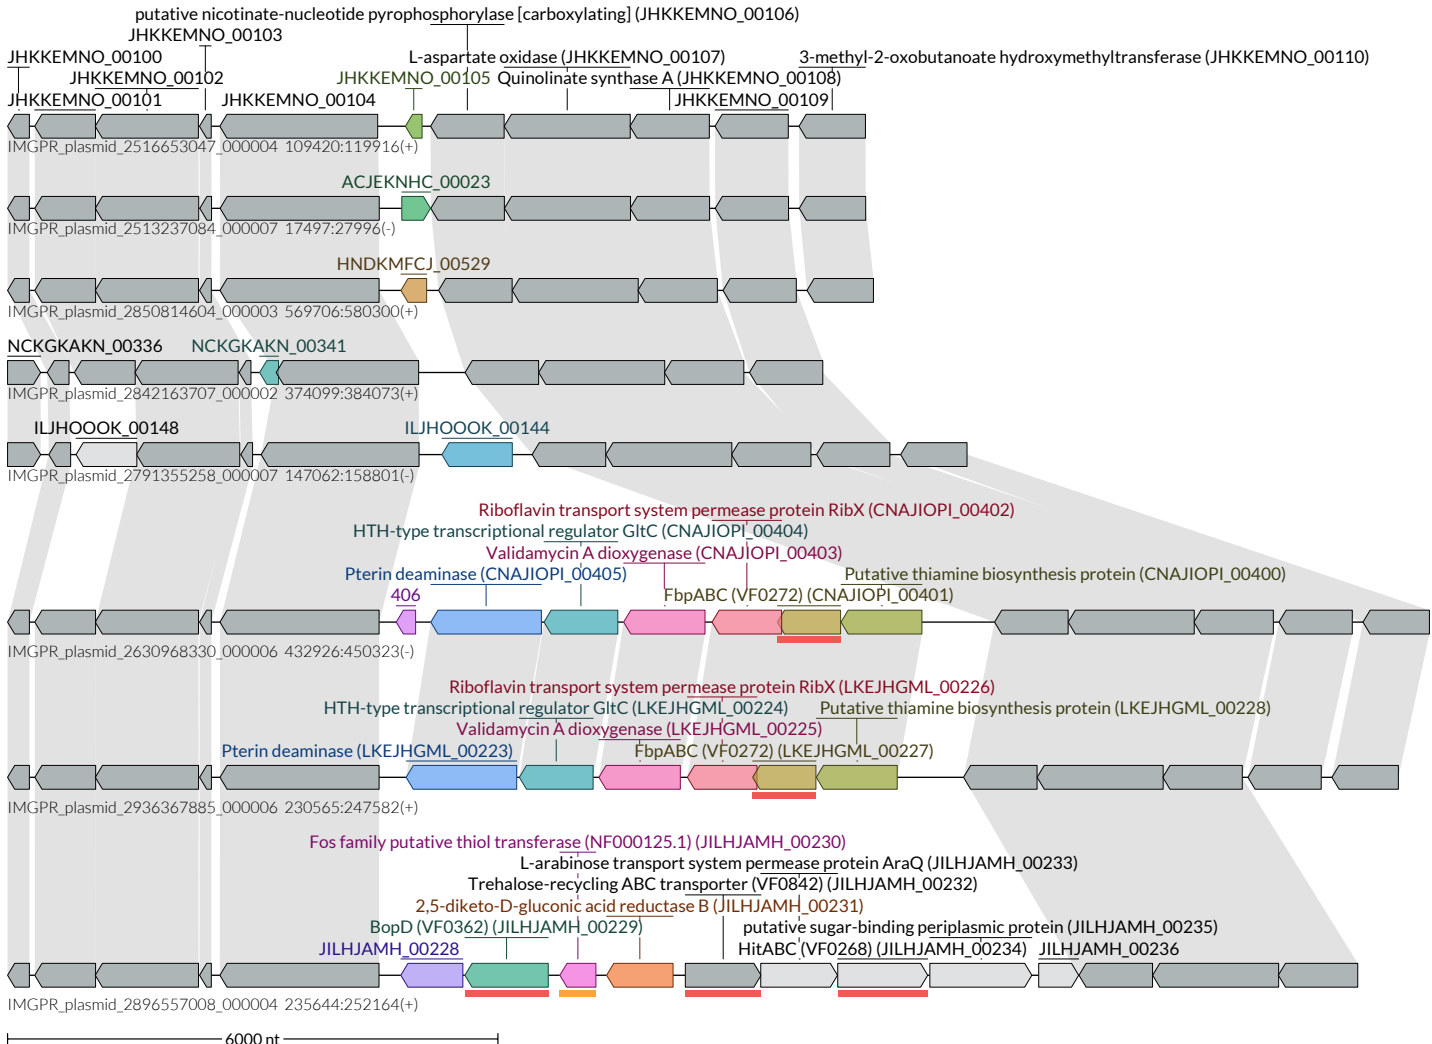 putative nicotinate-nucleotide pyrophosphorylase [carboxylating] (JHKKEMNO_00106)
JHKKEMNO_00103
JHKKEMNO_00100 L-aspartate oxidase (JHKKEMNO_00107) 3-methyl-2-oxobutanoate hydroxymethyltransferase (JHKKEMNO_00110)
JHKKEMNO_00102 JHKKEMNO_00105 Quinolinate synthase A (JHKKEMNO_00108)
JHKKEMNO_00101 JHKKEMNO_00104 JHKKEMNO_00109
IMGPR_plasmid_2516653047_000004 109420:119916(+)
ACJEKNHC_00023
IMGPR_plasmid_2513237084_000007 17497:27996(-)
HNDKMFCJ_00529
IMGPR_plasmid_2850814604_000003 569706:580300(+)
NCKGKAKN_00336 NCKGKAKN_00341
IMGPR_plasmid_2842163707_000002 374099:384073(+)
ILJHOOOK_00148 ILJHOOOK_00144
IMGPR_plasmid_2791355258_000007 147062:158801(-)
Riboflavin transport system permease protein RibX (CNAJIOPI_00402)
HTH-type transcriptional regulator GltC (CNAJIOPI_00404)
Validamycin A dioxygenase (CNAJIOPI_00403)
Pterin deaminase (CNAJIOPI_00405) Putative thiamine biosynthesis protein (CNAJIOPI_00400)
406 FbpABC (VF0272) (CNAJIOPI_00401)
IMGPR_plasmid_2630968330_000006 432926:450323(-)
Riboflavin transport system permease protein RibX (LKEJHGML_00226)
HTH-type transcriptional regulator GltC (LKEJHGML_00224) Putative thiamine biosynthesis protein (LKEJHGML_00228)
Validamycin A dioxygenase (LKEJHGML_00225)
Pterin deaminase (LKEJHGML_00223) FbpABC (VF0272) (LKEJHGML_00227)
IMGPR_plasmid_2936367885_000006 230565:247582(+)
Fos family putative thiol transferase (NF000125.1) (JILHJAMH_00230)
L-arabinose transport system permease protein AraQ (JILHJAMH_00233)
Trehalose-recycling ABC transporter (VF0842) (JILHJAMH_00232)
2,5-diketo-D-gluconic acid reductase B (JILHJAMH_00231)
BopD (VF0362) (JILHJAMH_00229) putative sugar-binding periplasmic protein (JILHJAMH_00235)
JILHJAMH_00228 HitABC (VF0268) (JILHJAMH_00234) JILHJAMH_00236
IMGPR_plasmid_2896557008_000004 235644:252164(+)
6000 nt